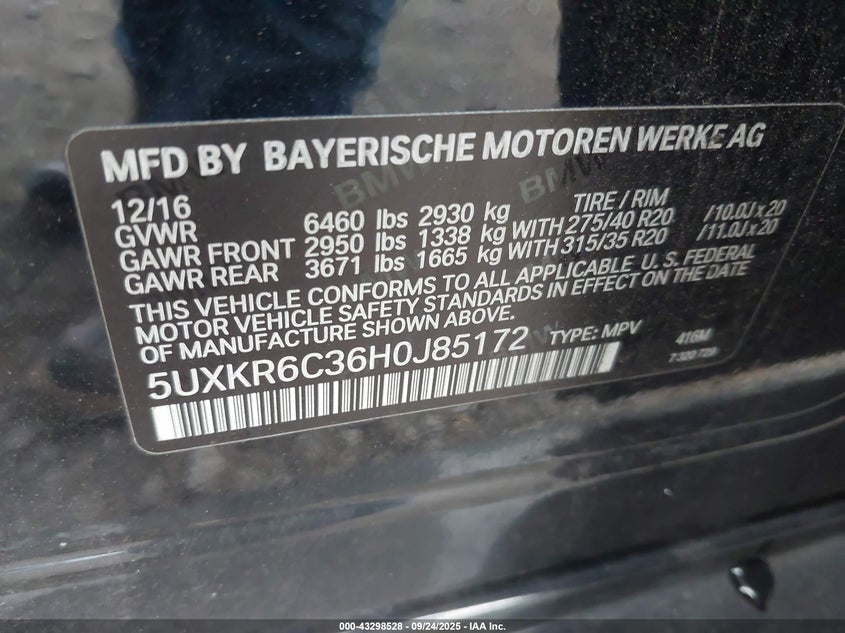 MFD BY BAYERISCHE MOTOREN WERKE AG
12/16 TIRE / RIM
GVWR 6460 lbs 2930 kg
GAWR FRONT 2950 lbs 1338 kg WITH 275/40 R20 /10.0J x 20
GAWR REAR 3671 lbs 1665 kg WITH 315/35 R20 /11.0J x 20
THIS VEHICLE CONFORMS TO ALL APPLICABLE U.S. FEDERAL
MOTOR VEHICLE SAFETY STANDARDS IN EFFECT ON THE DATE
OF MANUFACTURE SHOWN ABOVE.
5UXKR6C36H0J85172 TYPE: MPV 416M
BMW
BMW
000-43298528 - 09/24/2025 - IAA Inc.